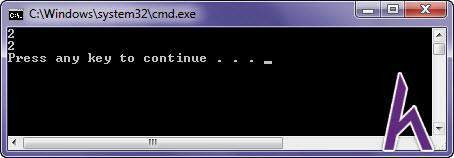 C:\Windows\system32\cmd.exe
2
2
Press any key to continue . . . _